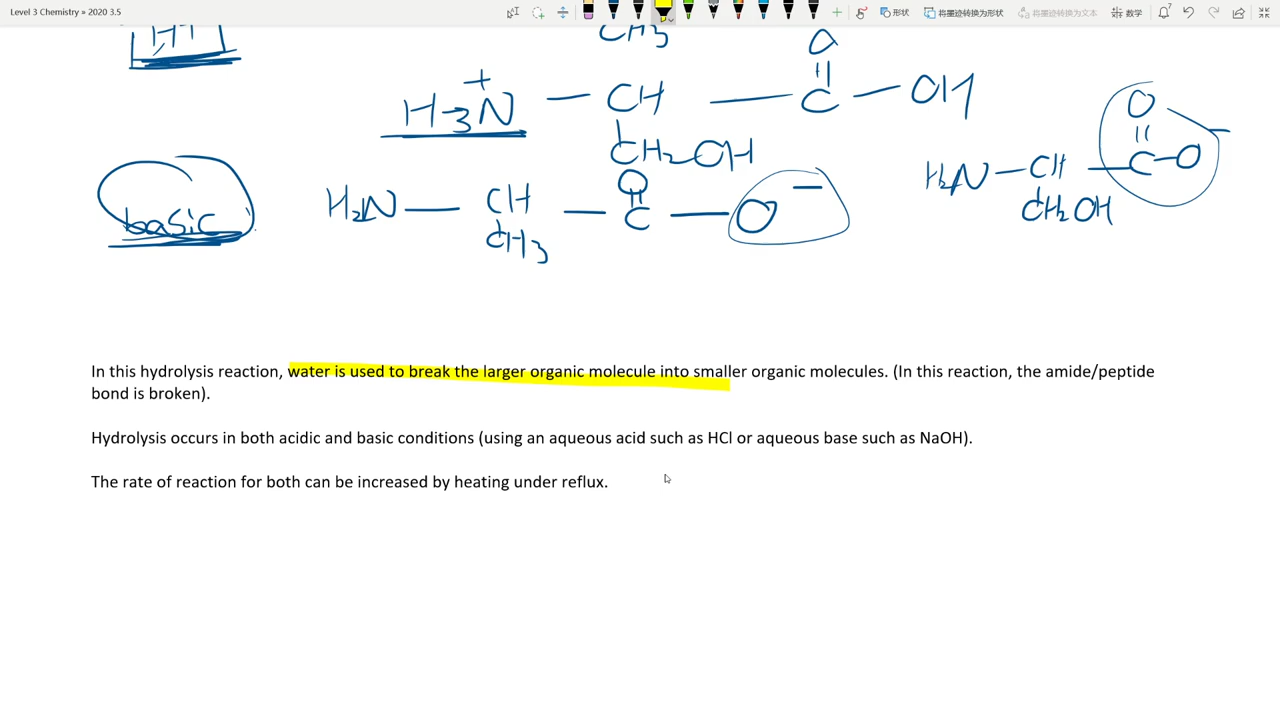 Level 3 Chemistry » 2020 3.5
形状
将墨迹转换为形状
将墨迹转换为文本
数学
CH3
O
H3N+ — CH — C — OH
CH2OH
O
basic
H2N — CH — C — O−
O
CH3
H2N — CH — C — O −
O
CH2OH
In this hydrolysis reaction, water is used to break the larger organic molecule into smaller organic molecules. (In this reaction, the amide/peptide
bond is broken).
Hydrolysis occurs in both acidic and basic conditions (using an aqueous acid such as HCl or aqueous base such as NaOH).
The rate of reaction for both can be increased by heating under reflux.